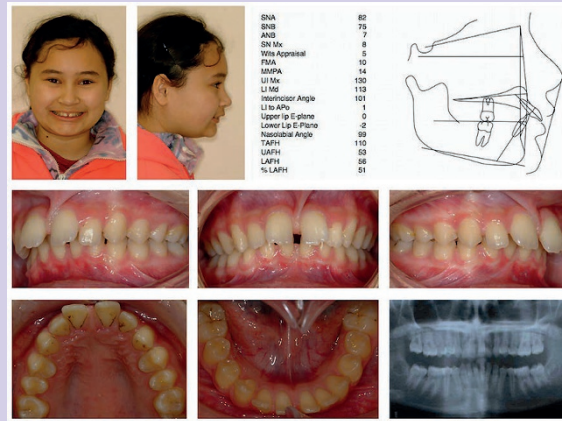 SNA 82
SNB 75
ANB 7
SN Mx 8
Wits Appraisal 5
FMA 10
MMPA 14
UI Mx 130
LI Md 113
Interincisor Angle 101
LI to APo 1
Upper lip E-plane 0
Lower Lip E-Plane -2
Nasolabial Angle 99
TAFH 110
UAFH 53
LAFH 56
% LAFH 51